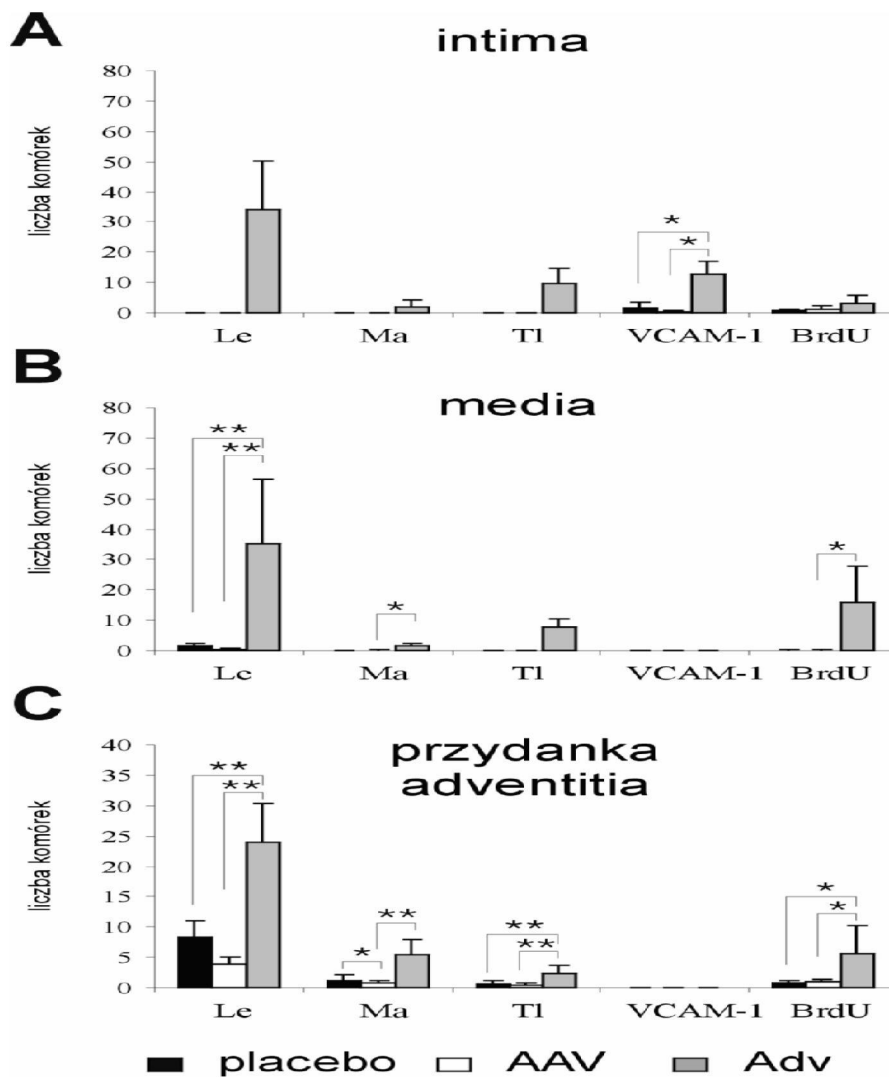 A
intima
liczba komórek
80
70
60
50
40
30
20
10
0
* *
Le Ma Tl VCAM-1 BrdU
B
media
liczba komórek
80
70
60
50
40
30
20
10
0
** ** * *
Le Ma Tl VCAM-1 BrdU
C
przydanka
adventitia
liczba komórek
40
35
30
25
20
15
10
5
0
** ** * ** ** ** * *
Le Ma Tl VCAM-1 BrdU
placebo AAV Adv